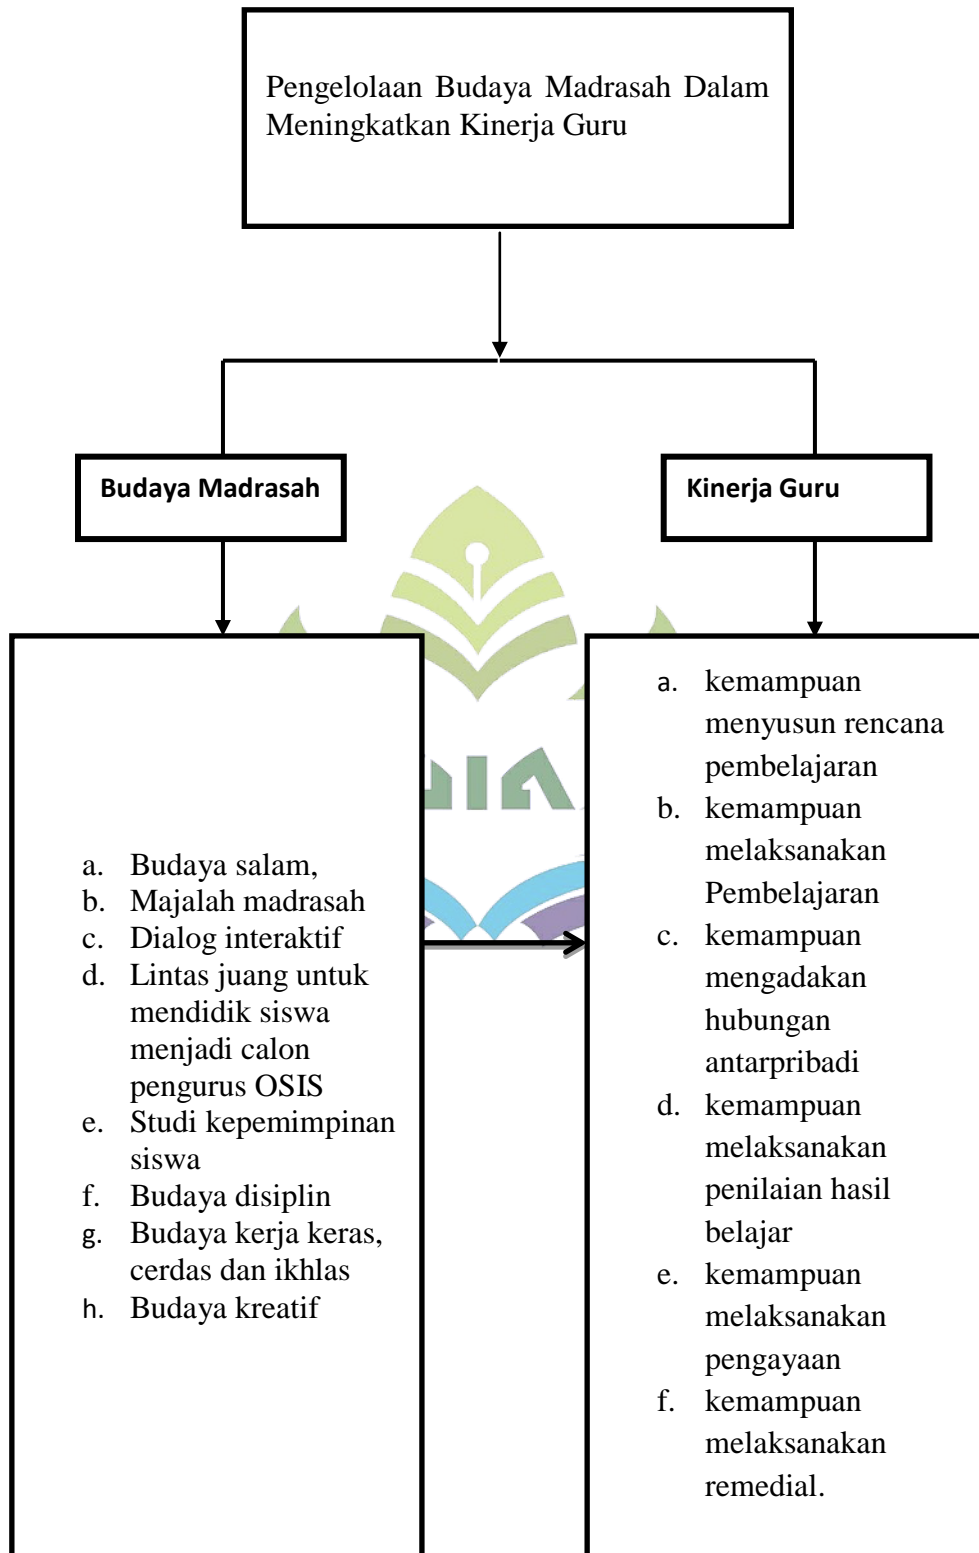 Pengelolaan Budaya Madrasah Dalam
Meningkatkan Kinerja Guru
Budaya Madrasah
Kinerja Guru
a. Budaya salam,
b. Majalah madrasah
c. Dialog interaktif
d. Lintas juang untuk
mendidik siswa
menjadi calon
pengurus OSIS
e. Studi kepemimpinan
siswa
f. Budaya disiplin
g. Budaya kerja keras,
cerdas dan ikhlas
h. Budaya kreatif
a. kemampuan
menyusun rencana
pembelajaran
b. kemampuan
melaksanakan
Pembelajaran
c. kemampuan
mengadakan
hubungan
antarpribadi
d. kemampuan
melaksanakan
penilaian hasil
belajar
e. kemampuan
melaksanakan
pengayaan
f. kemampuan
melaksanakan
remedial.